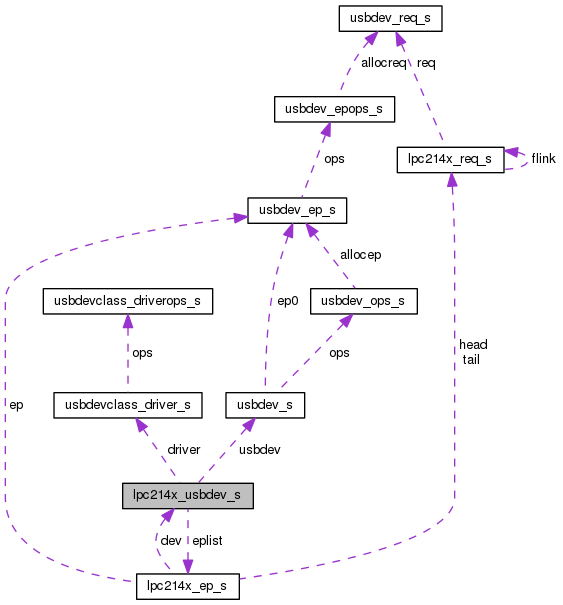 usbdev_req_s
allocreq req
usbdev_epops_s
ops
lpc214x_req_s
flink
usbdev_ep_s
allocep
usbdevclass_driverops_s
ep0
usbdev_ops_s
ops
ops
head
tail
ep
usbdevclass_driver_s
usbdev_s
driver
usbdev
lpc214x_usbdev_s
dev
eplist
lpc214x_ep_s